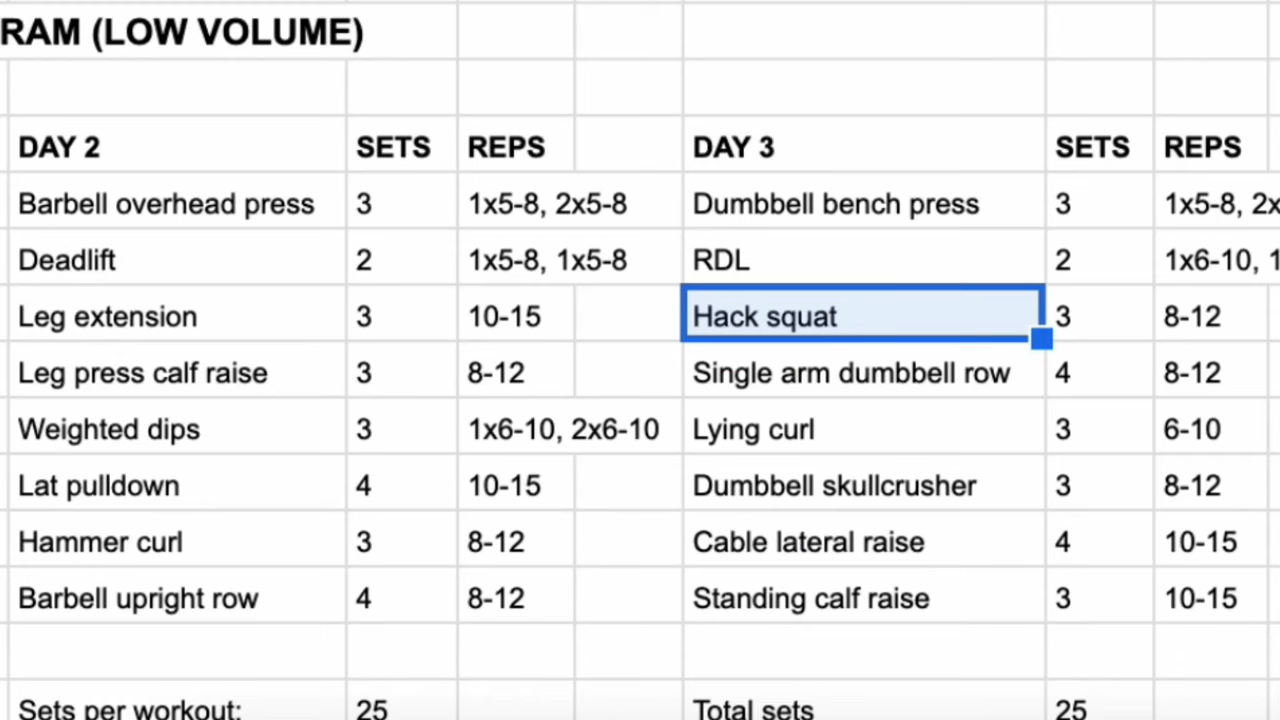 RAM (LOW VOLUME)
DAY 2 SETS REPS DAY 3 SETS REPS
Barbell overhead press 3 1x5-8, 2x5-8 Dumbbell bench press 3 1x5-8, 2x
Deadlift 2 1x5-8, 1x5-8 RDL 2 1x6-10, 1
Leg extension 3 10-15 Hack squat 3 8-12
Leg press calf raise 3 8-12 Single arm dumbbell row 4 8-12
Weighted dips 3 1x6-10, 2x6-10 Lying curl 3 6-10
Lat pulldown 4 10-15 Dumbbell skullcrusher 3 8-12
Hammer curl 3 8-12 Cable lateral raise 4 10-15
Barbell upright row 4 8-12 Standing calf raise 3 10-15
Sets per workout: 25 Total sets 25